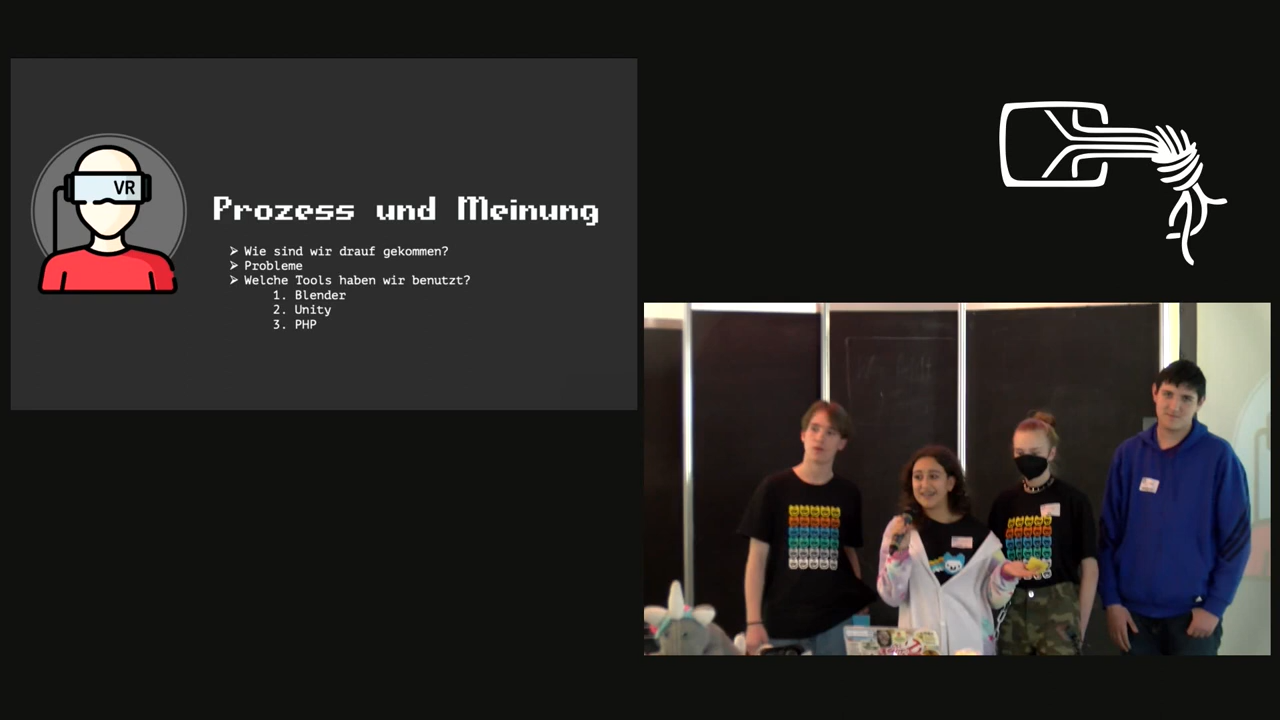 VR
Prozess und Meinung
➢ Wie sind wir drauf gekommen?
➢ Probleme
➢ Welche Tools haben wir benutzt?
1. Blender
2. Unity
3. PHP